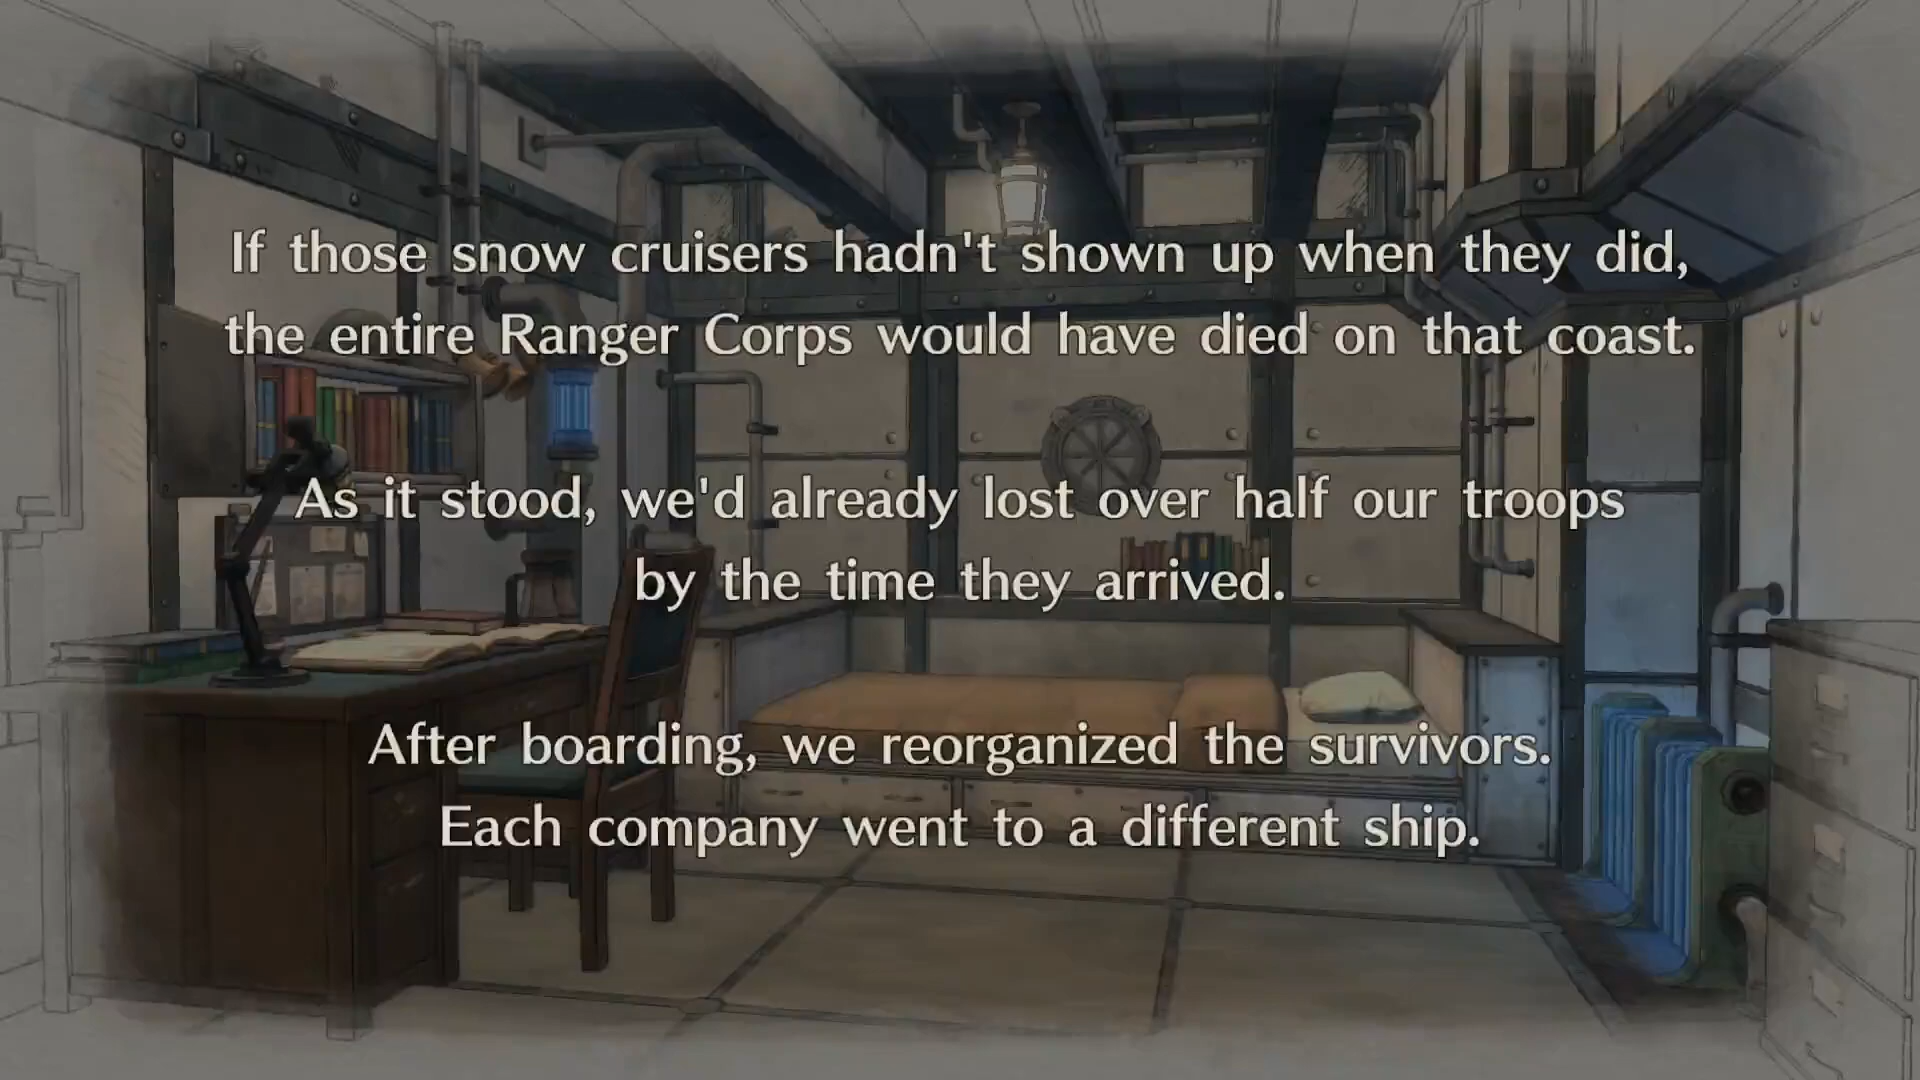 If those snow cruisers hadn't shown up when they did,
the entire Ranger Corps would have died on that coast.
As it stood, we'd already lost over half our troops
by the time they arrived.
After boarding, we reorganized the survivors.
Each company went to a different ship.